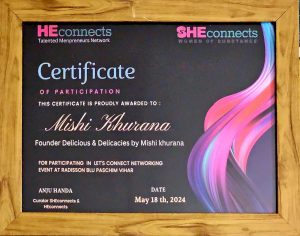 HEconnects
Talented Menpreneurs Network
SHEconnects
WOMEN OF SUBSTANCE
Certificate
OF PARTICIPATION
THIS CERTIFICATE IS PROUDLY AWARDED TO :
Mishi Khurana
Founder Delicious & Delicacies by Mishi khurana
FOR PARTICIPATING IN LET'S CONNECT NETWORKING
EVENT AT RADISSON BLU PASCHIM VIHAR
ANJU HANDA
Curator SHEconnects &
HEconnects
DATE
May 18th, 2024